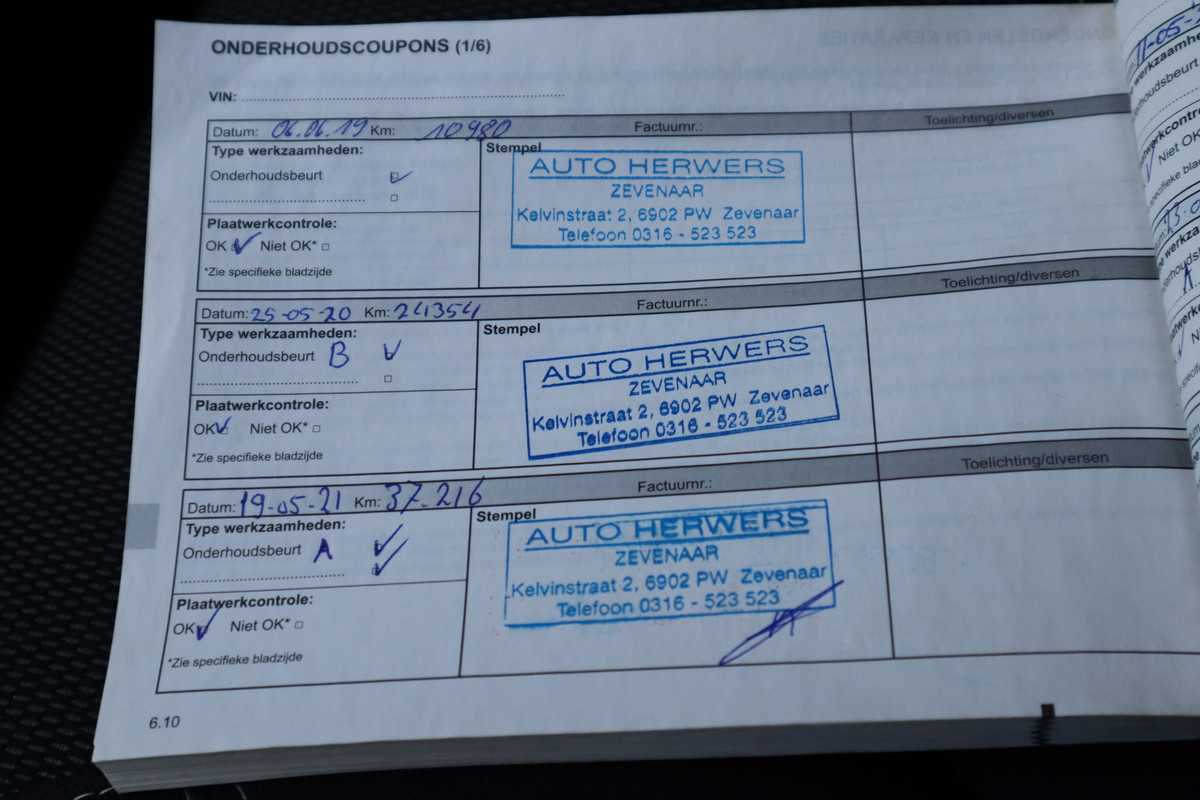 ONDERHOUDSCOUPONS (1/6)
VIN:
Datum: 06.06.19 Km: 10980 Factuurnr.: Toelichting/diversen
Type werkzaamheden:
Onderhoudsbeurt
Stempel
AUTO HERWERS
ZEVENAAR
Kelvinstraat 2, 6902 PW Zevenaar
Telefoon 0316 - 523 523
Plaatwerkcontrole:
OK Niet OK*
*Zie specifieke bladzijde
Datum: 25-05-20 Km: 24354 Factuurnr.: Toelichting/diversen
Type werkzaamheden:
Onderhoudsbeurt B
Stempel
AUTO HERWERS
ZEVENAAR
Kelvinstraat 2, 6902 PW Zevenaar
Telefoon 0316 - 523 523
Plaatwerkcontrole:
OK Niet OK*
*Zie specifieke bladzijde
Datum: 19-05-21 Km: 37.216 Factuurnr.: Toelichting/diversen
Type werkzaamheden:
Onderhoudsbeurt A
Stempel
AUTO HERWERS
ZEVENAAR
Kelvinstraat 2, 6902 PW Zevenaar
Telefoon 0316 - 523 523
Plaatwerkcontrole:
OK Niet OK*
*Zie specifieke bladzijde
6.10